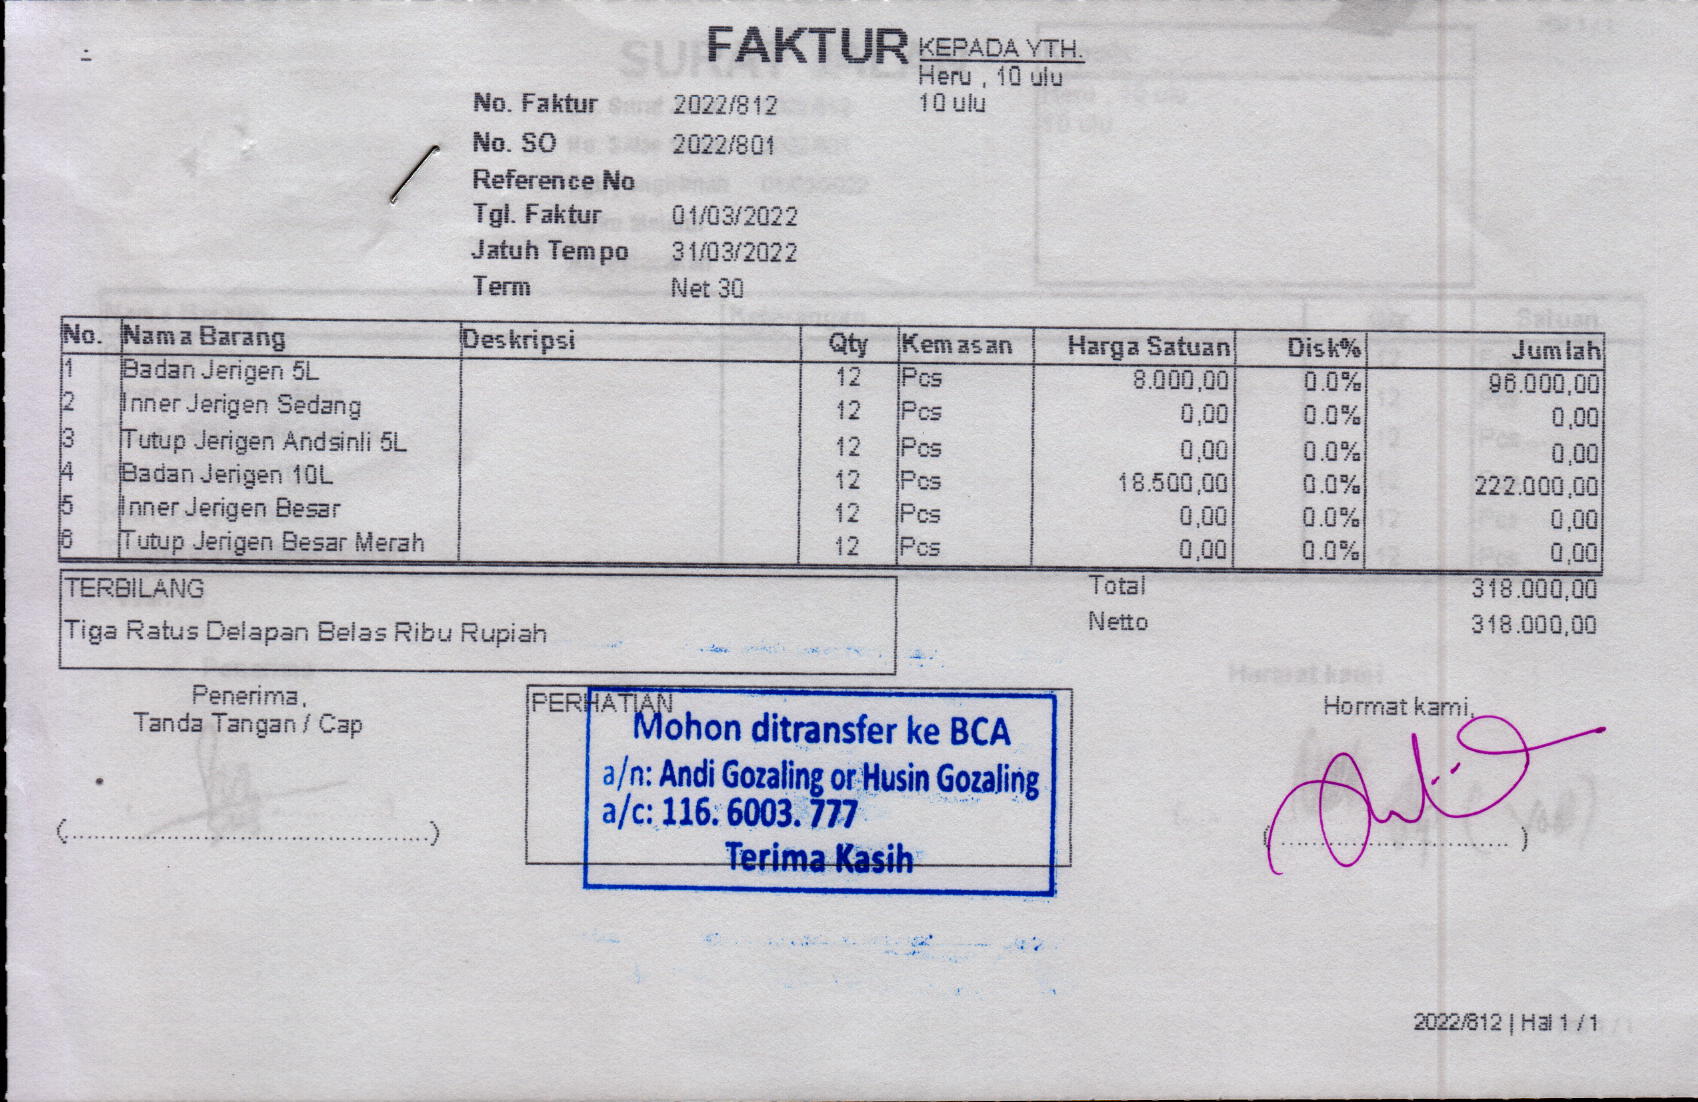 FAKTUR
KEPADA YTH.
Heru , 10 ulu
10 ulu
No. Faktur 2022/812
No. SO 2022/801
Reference No
Tgl. Faktur 01/03/2022
Jatuh Tempo 31/03/2022
Term Net 30
No. Nama Barang Deskripsi Qty Kemasan Harga Satuan Disk% Jumlah
1 Badan Jerigen 5L 12 Pcs 8.000,00 0.0% 96.000,00
2 Inner Jerigen Sedang 12 Pcs 0,00 0.0% 0,00
3 Tutup Jerigen Andsinli 5L 12 Pcs 0,00 0.0% 0,00
4 Badan Jerigen 10L 12 Pcs 18.500,00 0.0% 222.000,00
5 Inner Jerigen Besar 12 Pcs 0,00 0.0% 0,00
6 Tutup Jerigen Besar Merah 12 Pcs 0,00 0.0% 0,00
TERBILANG
Tiga Ratus Delapan Belas Ribu Rupiah
Total 318.000,00
Netto 318.000,00
Penerima,
Tanda Tangan / Cap
(........................................)
PERHATIAN
Mohon ditransfer ke BCA
a/n: Andi Gozaling or Husin Gozaling
a/c: 116. 6003. 777
Terima Kasih
Hormat kami,
(............................)
2022/812 | Hal 1 / 1